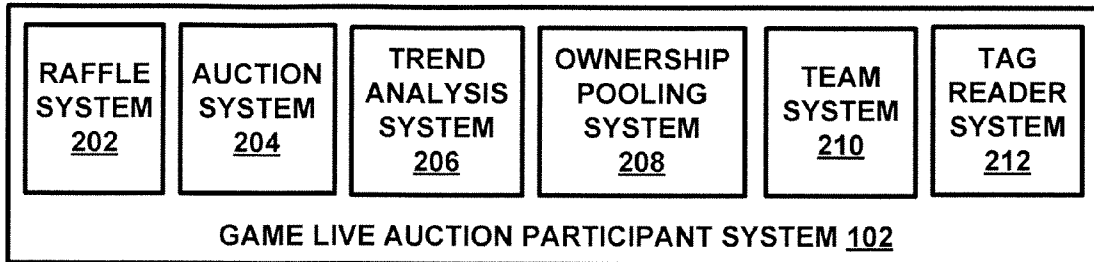 RAFFLE
SYSTEM
202
AUCTION
SYSTEM
204
TREND
ANALYSIS
SYSTEM
206
OWNERSHIP
POOLING
SYSTEM
208
TEAM
SYSTEM
210
TAG
READER
SYSTEM
212
GAME LIVE AUCTION PARTICIPANT SYSTEM 102